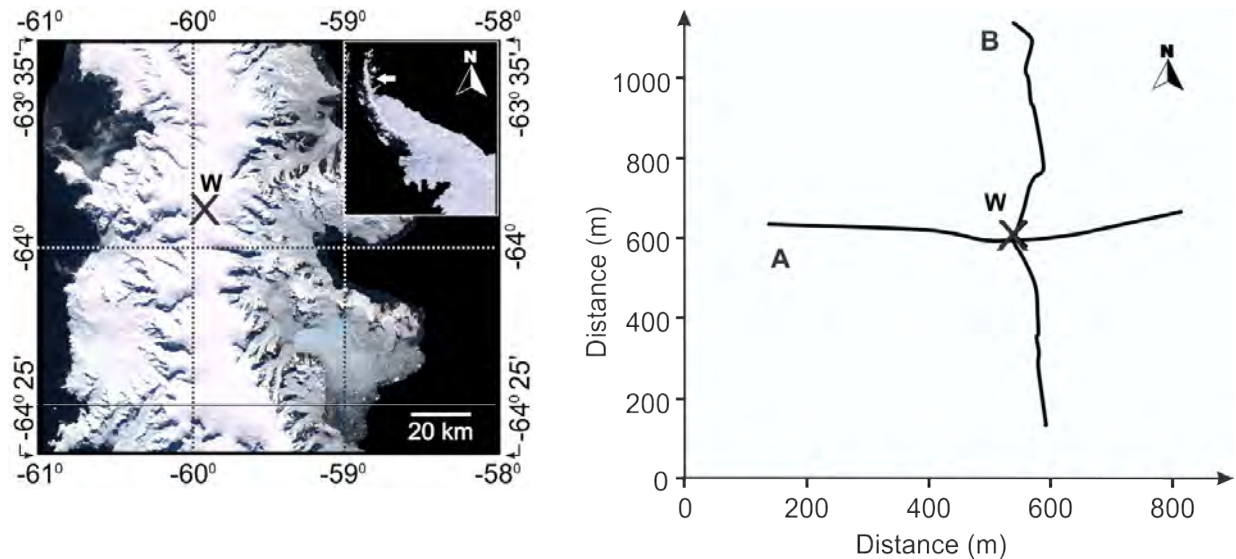 -61⁰ -60⁰ -59⁰ -58⁰
-63⁰ 35'
-64⁰
-64⁰ 25'
N
W
20 km
-63⁰ 35'
-64⁰
-64⁰ 25'
-61⁰ -60⁰ -59⁰ -58⁰
B
N
W
A
Distance (m)
1000
800
600
400
200
0
0 200 400 600 800
Distance (m)